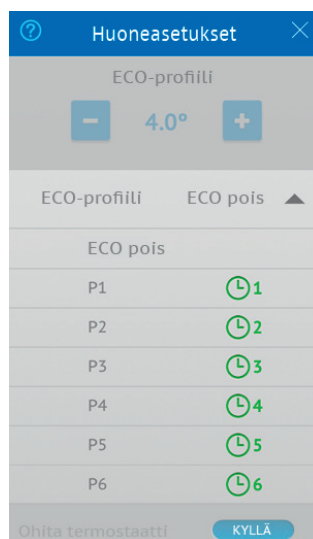 ? Huoneasetukset
ECO-profiili
- 4.0° +
ECO-profiili ECO pois
ECO pois
P1 1
P2 2
P3 3
P4 4
P5 5
P6 6
Ohita termostaatti KYLLÄ